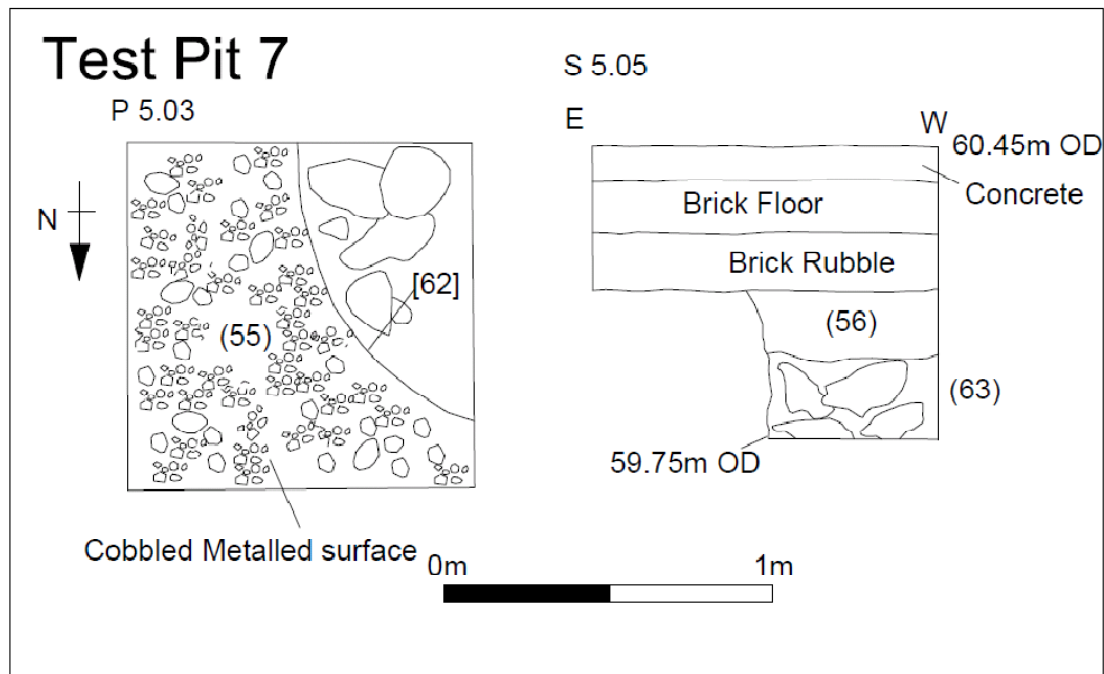 Test Pit 7
P 5.03
S 5.05
E
W
60.45m OD
Concrete
N
Brick Floor
Brick Rubble
[62]
(55)
(56)
(63)
59.75m OD
Cobbled Metalled surface
0m
1m